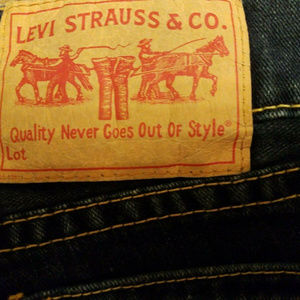 LEVI STRAUSS & CO.
Quality Never Goes Out Of Style®
Lot